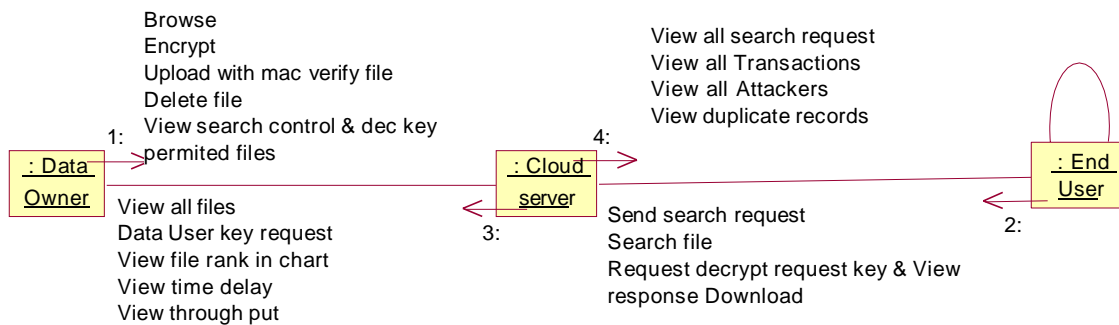 Browse
Encrypt
Upload with mac verify file
Delete file
View search control & dec key
permited files
1:
: Data
Owner
View all files
Data User key request
View file rank in chart
View time delay
View through put
View all search request
View all Transactions
View all Attackers
View duplicate records
4:
: Cloud
server
3:
Send search request
Search file
Request decrypt request key & View
response Download
: End
User
2: